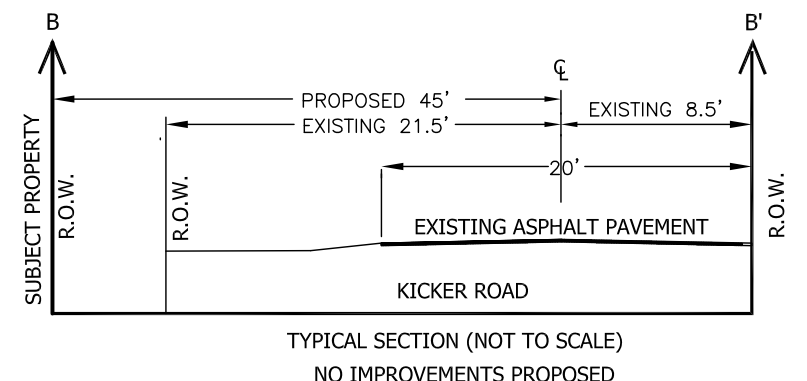 B
B'
℄
PROPOSED 45'
EXISTING 8.5'
EXISTING 21.5'
20'
SUBJECT PROPERTY
R.O.W.
R.O.W.
R.O.W.
EXISTING ASPHALT PAVEMENT
KICKER ROAD
TYPICAL SECTION (NOT TO SCALE)
NO IMPROVEMENTS PROPOSED